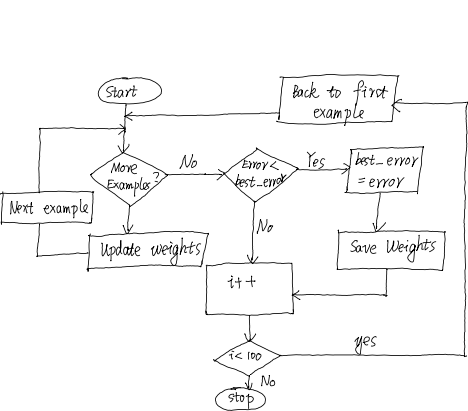 Start
Back to first
example
More
Examples?
No
Error<
best_error
Yes
best_error
=error
Next example
Update weights
No
Save Weights
i++
i<100
yes
No
stop